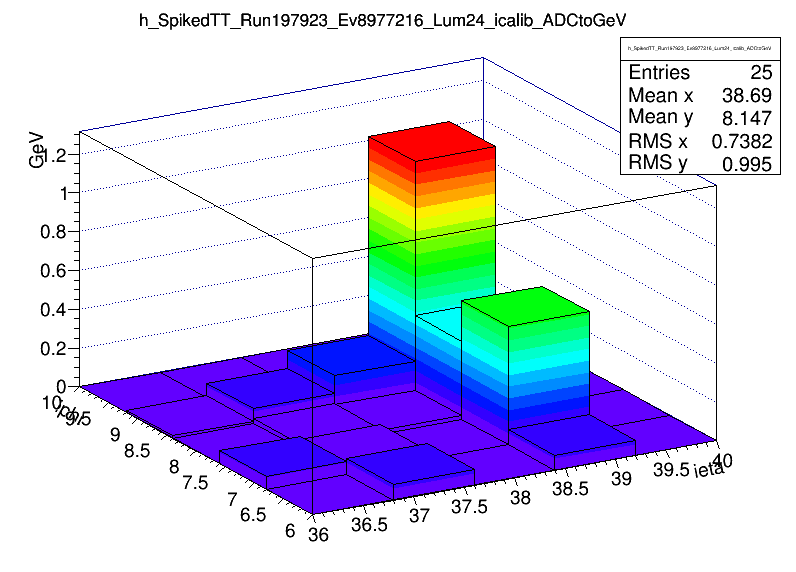 h_SpikedTT_Run197923_Ev8977216_Lum24_icalib_ADCtoGeV
h_SpikedTT_Run197923_Ev8977216_Lum24_icalib_ADCtoGeV
Entries 25
Mean x 38.69
Mean y 8.147
RMS x 0.7382
RMS y 0.995
GeV
1.2
1
0.8
0.6
0.4
0.2
0
10
9.5
9
8.5
8
7.5
7
6.5
6
iphi
36
36.5
37
37.5
38
38.5
39
39.5
40
ieta